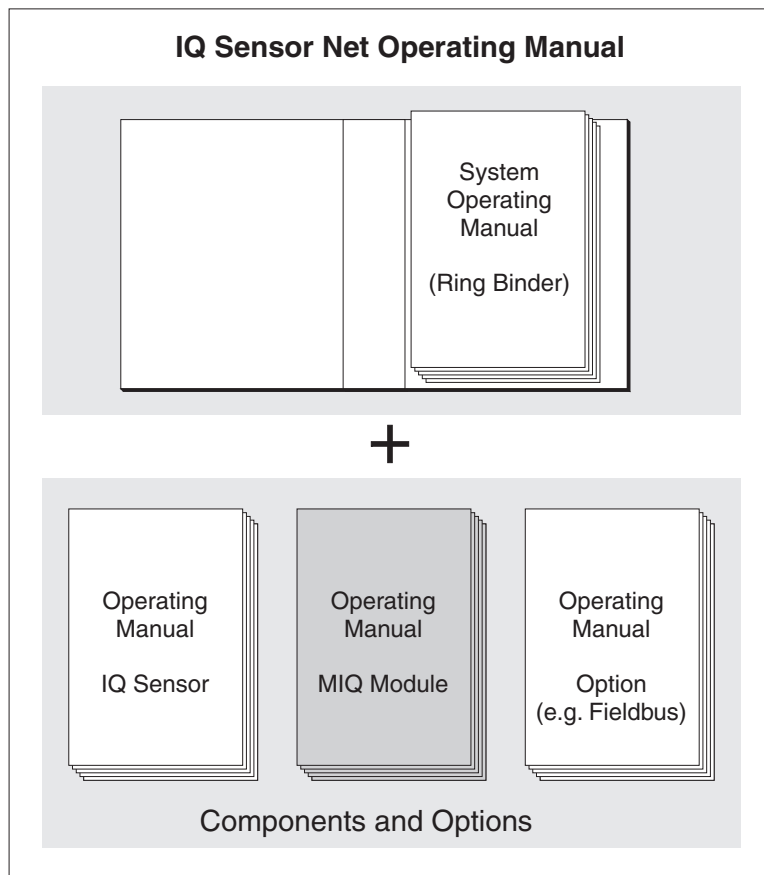 IQ Sensor Net Operating Manual
System
Operating
Manual
(Ring Binder)
+
Operating
Manual
IQ Sensor
Operating
Manual
MIQ Module
Operating
Manual
Option
(e.g. Fieldbus)
Components and Options